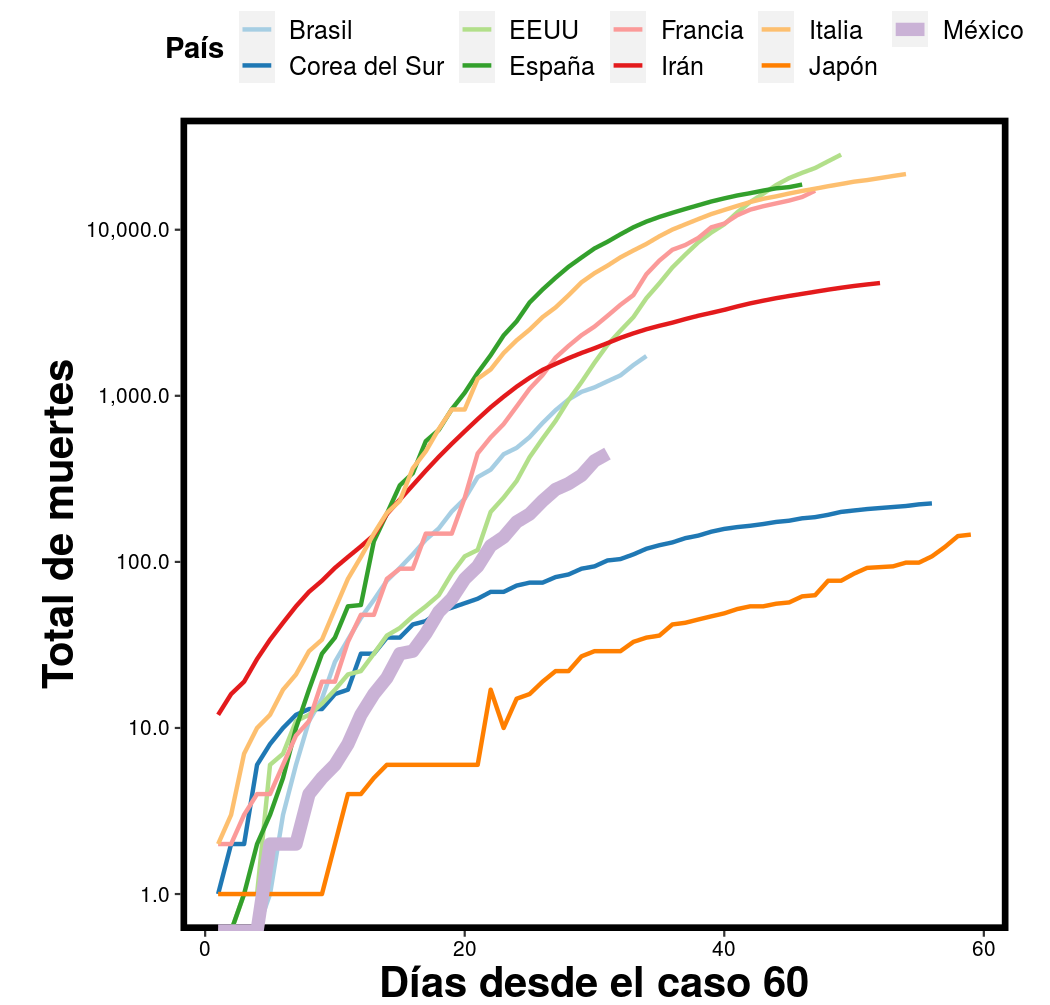 País
Brasil EEUU Francia Italia México
Corea del Sur España Irán Japón
10,000.0
1,000.0
100.0
10.0
1.0
Total de muertes
0 20 40 60
Días desde el caso 60